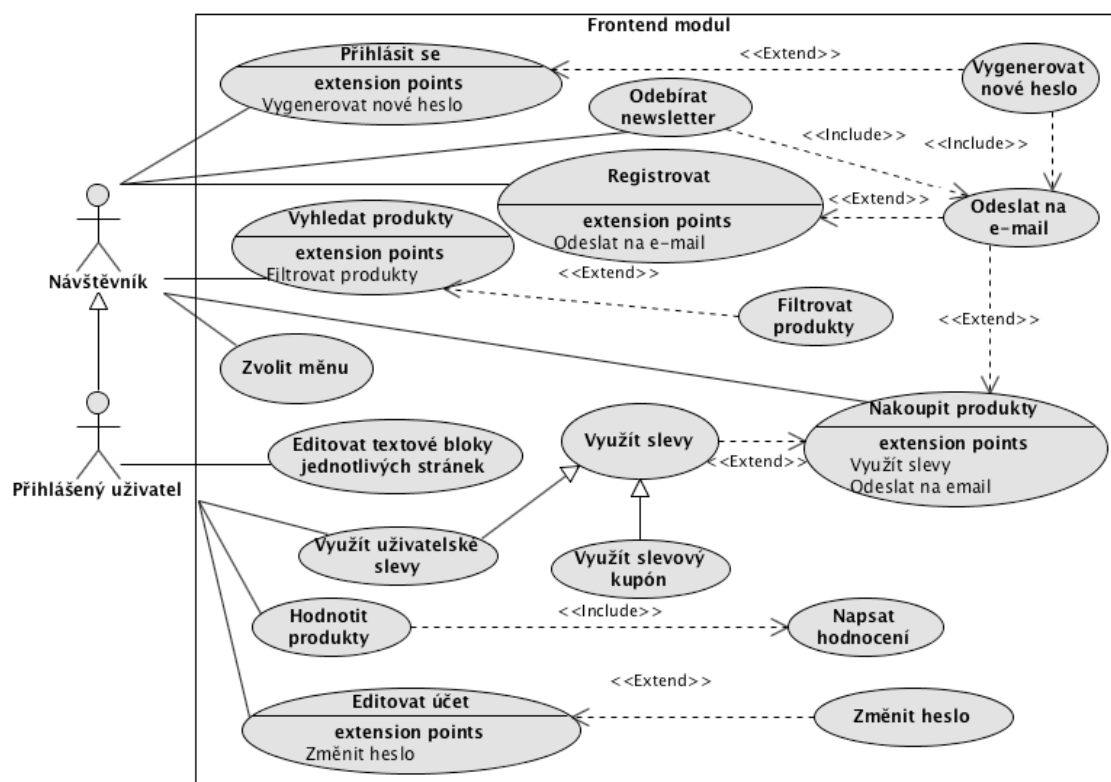 Frontend modul
Přihlásit se
extension points
Vygenerovat nové heslo
<<Extend>>
Vygenerovat
nové heslo
Odebírat
newsletter
<<Include>>
<<Include>>
Registrovat
extension points
Odeslat na e-mail
<<Extend>>
Odeslat na
e-mail
Vyhledat produkty
extension points
Filtrovat produkty
<<Extend>>
Návštěvník
Filtrovat
produkty
<<Extend>>
Zvolit měnu
Nakoupit produkty
extension points
Využít slevy
Odeslat na email
Využít slevy
<<Extend>>
Editovat textové bloky
jednotlivých stránek
Přihlášený uživatel
Využít uživatelské
slevy
Využít slevový
kupón
Hodnotit
produkty
<<Include>>
Napsat
hodnocení
<<Extend>>
Editovat účet
extension points
Změnit heslo
Změnit heslo